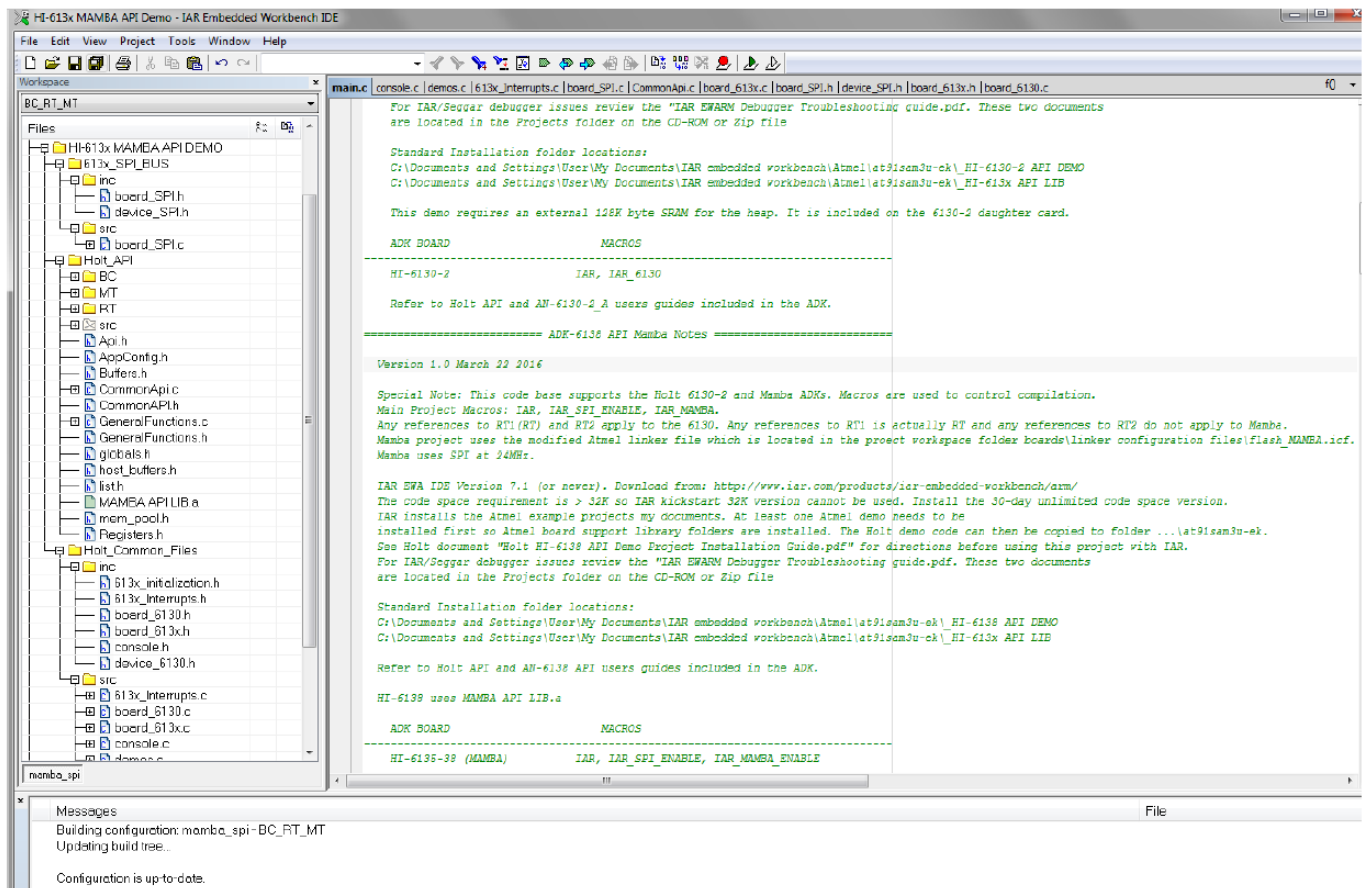 HI-613x MAMBA API Demo - IAR Embedded Workbench IDE
File Edit View Project Tools Window Help
Workspace
BC_RT_MT
Files
HI-613x MAMBA API DEMO
613x_SPI_BUS
inc
board_SPI.h
device_SPI.h
src
board_SPI.c
Holt_API
BC
MT
RT
src
Api.h
AppConfig.h
Buffers.h
CommonApi.c
CommonAPI.h
GeneralFunctions.c
GeneralFunctions.h
globals.h
host_buffers.h
list.h
MAMBA API LIB.a
mem_pool.h
Registers.h
Holt_Common_Files
inc
613x_initialization.h
613x_Interrupts.h
board_6130.h
board_613x.h
console.h
device_6130.h
src
613x_Interrupts.c
board_6130.c
board_613x.c
console.c
demos.c
mamba_spi
main.c | console.c | demos.c | 613x_Interrupts.c | board_SPI.c | CommonApi.c | board_613x.c | board_SPI.h | device_SPI.h | board_613x.h | board_6130.c f()
For IAR/Seggar debugger issues review the "IAR EWARM Debugger Troubleshooting guide.pdf. These two documents
are located in the Projects folder on the CD-ROM or Zip file
Standard Installation folder locations:
C:\Documents and Settings\User\My Documents\IAR embedded workbench\Atmel\at91sam3u-ek\_HI-6130-2 API DEMO
C:\Documents and Settings\User\My Documents\IAR embedded workbench\Atmel\at91sam3u-ek\_HI-613x API LIB
This demo requires an external 128K byte SRAM for the heap. It is included on the 6130-2 daughter card.
ADK BOARD MACROS
--------------------------------------------------------------------------------
HI-6130-2 IAR, IAR_6130
Refer to Holt API and AN-6130-2_A users guides included in the ADK.
=========================== ADK-6138 API Mamba Notes ===========================
Version 1.0 March 22 2016
Special Note: This code base supports the Holt 6130-2 and Mamba ADKs. Macros are used to control compilation.
Main Project Macros: IAR, IAR_SPI_ENABLE, IAR_MAMBA.
Any references to RT1(RT) and RT2 apply to the 6130. Any references to RT1 is actually RT and any references to RT2 do not apply to Mamba.
Mamba project uses the modified Atmel linker file which is located in the proect workspace folder boards\linker configuration files\flash_MAMBA.icf.
Mamba uses SPI at 24MHz.
IAR EWA IDE Version 7.1 (or newer). Download from: http://www.iar.com/products/iar-embedded-workbench/arm/
The code space requirement is > 32K so IAR kickstart 32K version cannot be used. Install the 30-day unlimited code space version.
IAR installs the Atmel example projects my documents. At least one Atmel demo needs to be
installed first so Atmel board support library folders are installed. The Holt demo code can then be copied to folder ...\at91sam3u-ek.
See Holt document "Holt HI-6138 API Demo Project Installation Guide.pdf" for directions before using this project with IAR.
For IAR/Seggar debugger issues review the "IAR EWARM Debugger Troubleshooting guide.pdf. These two documents
are located in the Projects folder on the CD-ROM or Zip file
Standard Installation folder locations:
C:\Documents and Settings\User\My Documents\IAR embedded workbench\Atmel\at91sam3u-ek\_HI-6138 API DEMO
C:\Documents and Settings\User\My Documents\IAR embedded workbench\Atmel\at91sam3u-ek\_HI-613x API LIB
Refer to Holt API and AN-6138 API users guides included in the ADK.
HI-6138 uses MAMBA API LIB.a
ADK BOARD MACROS
--------------------------------------------------------------------------------
HI-6135-38 (MAMBA) IAR, IAR_SPI_ENABLE, IAR_MAMBA_ENABLE
Messages File
Building configuration: mamba_spi - BC_RT_MT
Updating build tree...
Configuration is up-to-date.